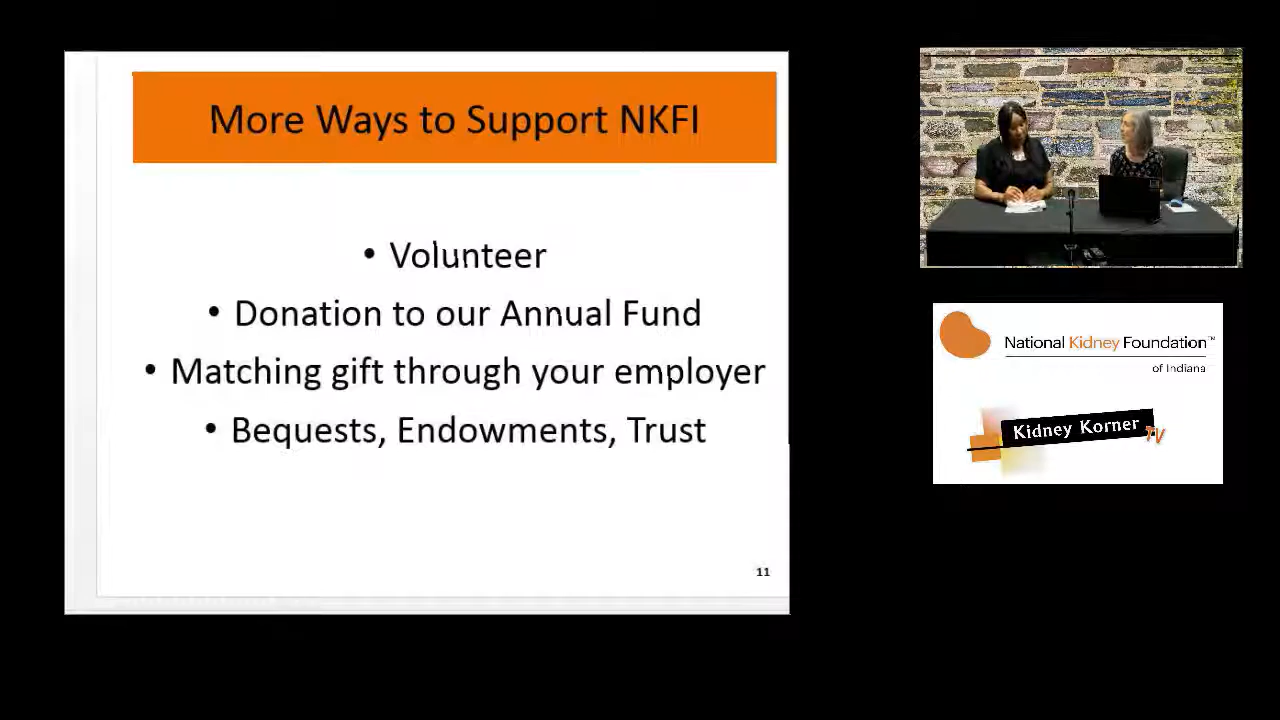 More Ways to Support NKFI
• Volunteer
• Donation to our Annual Fund
• Matching gift through your employer
• Bequests, Endowments, Trust
11
National Kidney Foundation™
of Indiana
Kidney Korner TV